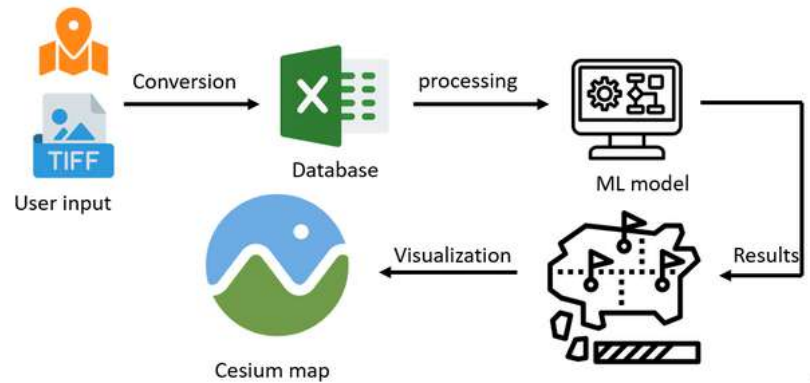 Conversion
processing
X
TIFF
Database
User input
ML model
Visualization
Results
Cesium map